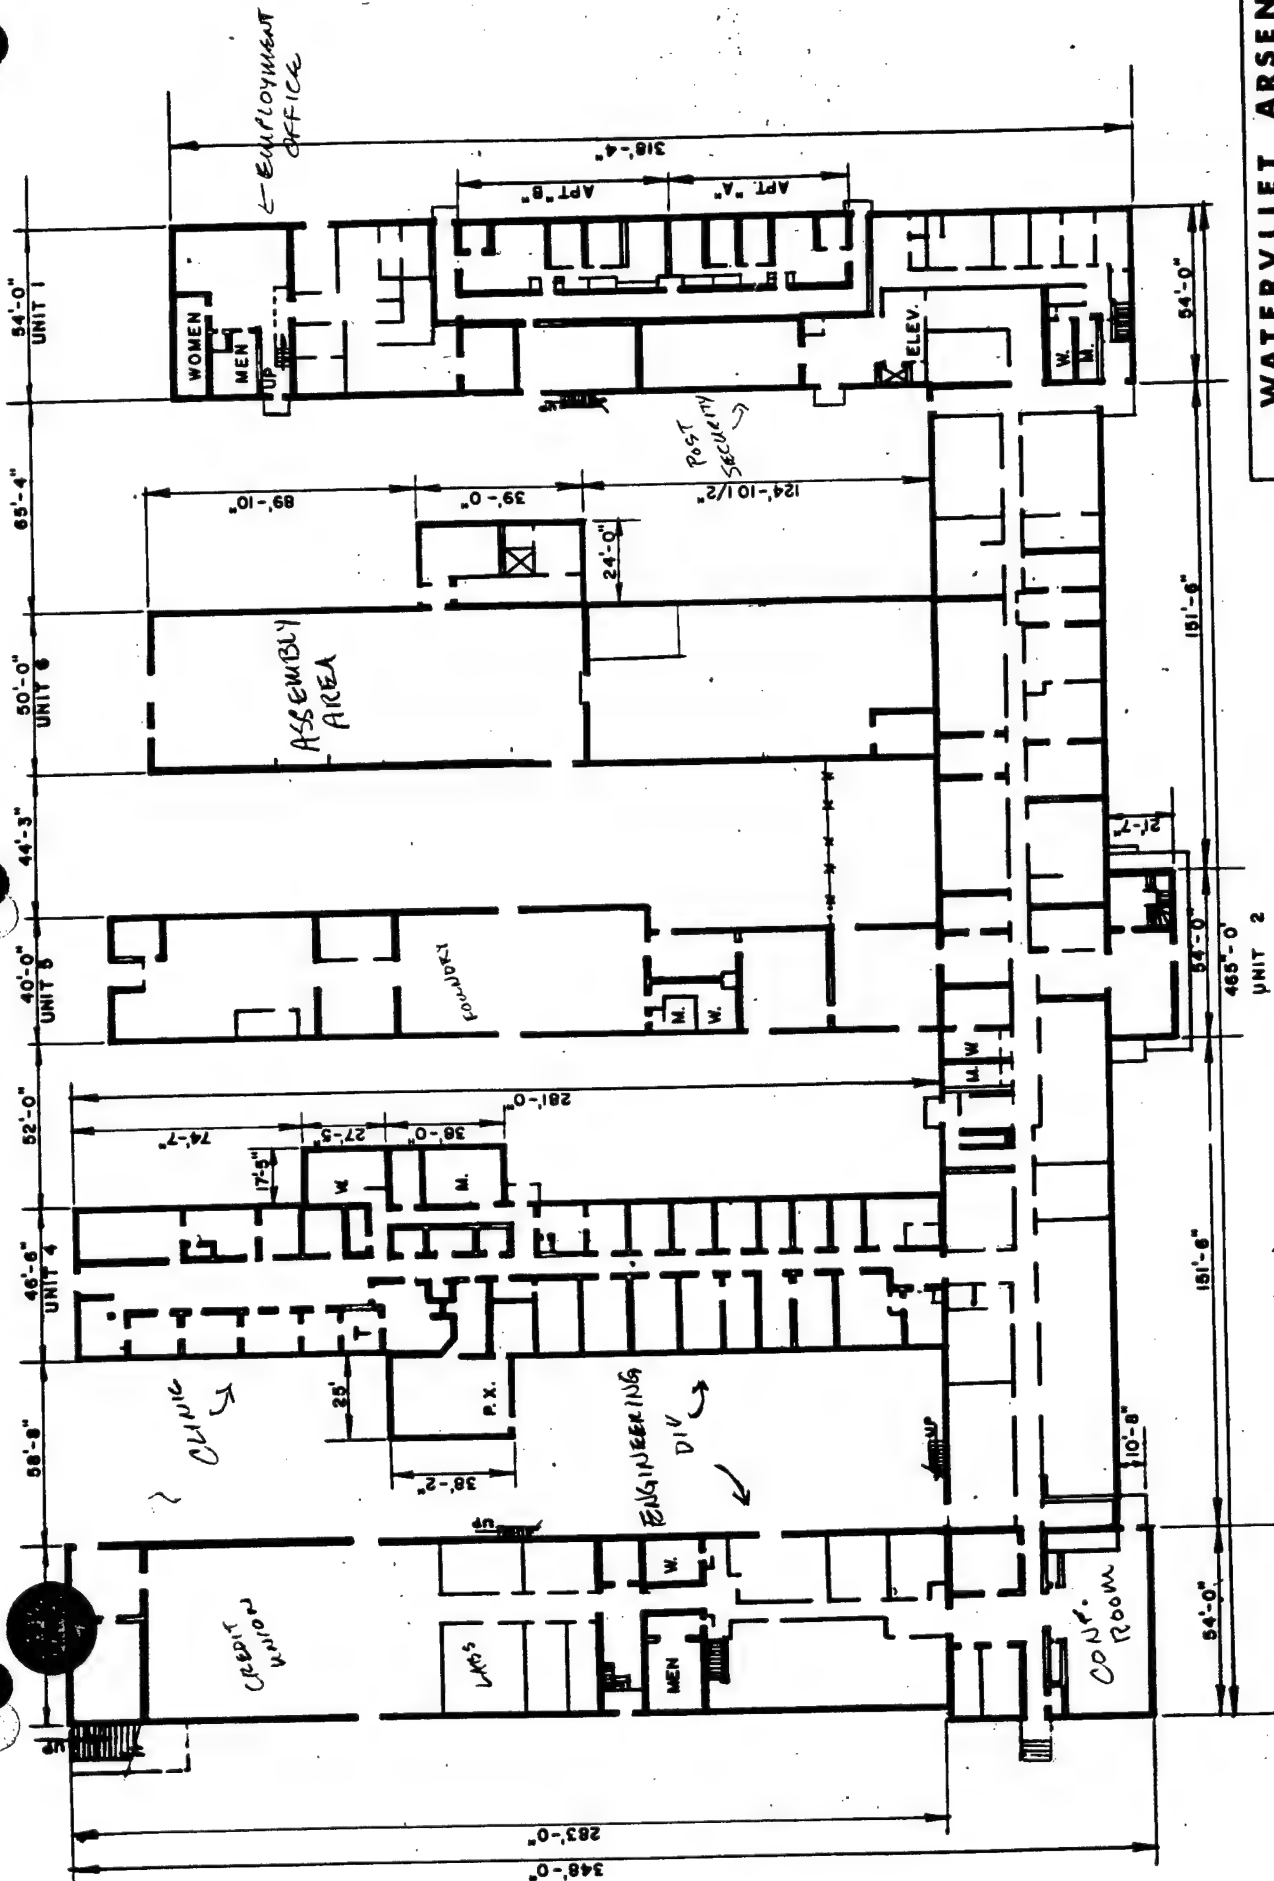 ← EMPLOYMENT
OFFICE
54'-0"
UNIT 1
65'-4"
50'-0"
UNIT 6
44'-3"
40'-0"
UNIT 5
52'-0"
46'-6"
UNIT 4
58'-8"
318'-4"
APT. "B"
APT. "A"
WOMEN
MEN
UP
ELEV.
W.
M.
54'-0"
UP
POST
SECURITY
89'-10"
39'-0"
124'-10 1/2"
24'-0"
ASSEMBLY
AREA
151'-6"
21'-7"
FOUNDRY
M.
W.
54'-0"
465'-0"
UNIT 2
M.
W.
281'-0"
74'-7"
27'-5"
38'-0"
17'-5"
W.
M.
T
CLINIC
25'
P.X.
38'-2"
ENGINEERING
DIV
151'-6"
UP
10'-8"
UP
CREDIT
UNION
LABS
W.
MEN
CONF.
ROOM
54'-0"
UP
283'-0"
348'-0"
WATERVLIET ARSEN